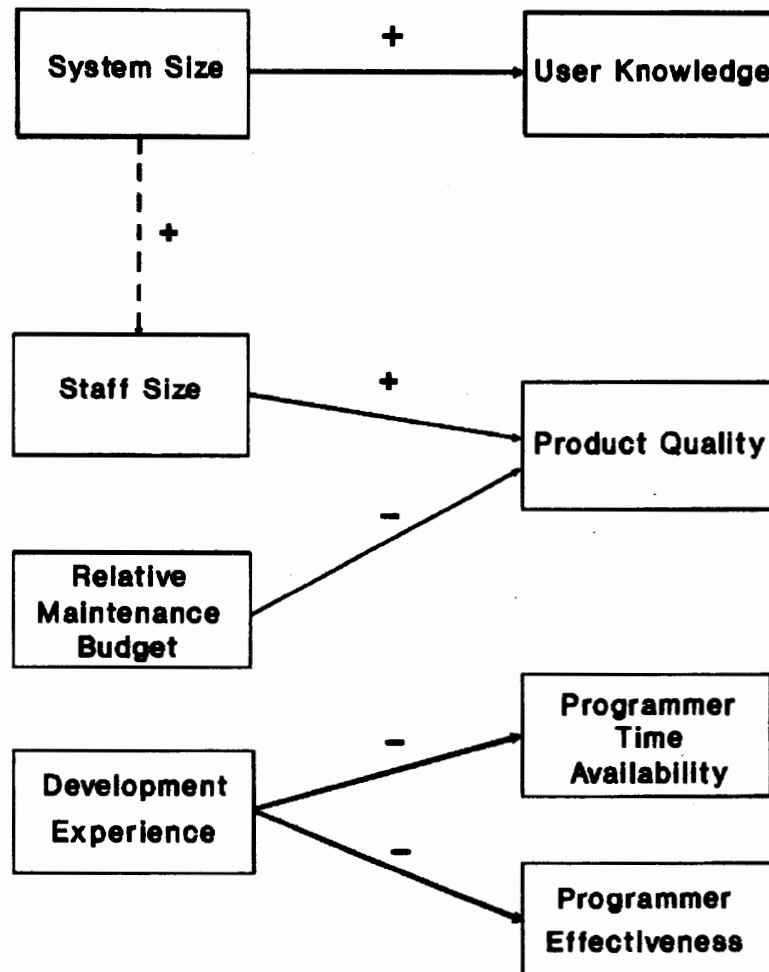 System Size
+
User Knowledge
+
Staff Size
+
Product Quality
−
Relative
Maintenance
Budget
Programmer
Time
Availability
−
Development
Experience
−
Programmer
Effectiveness